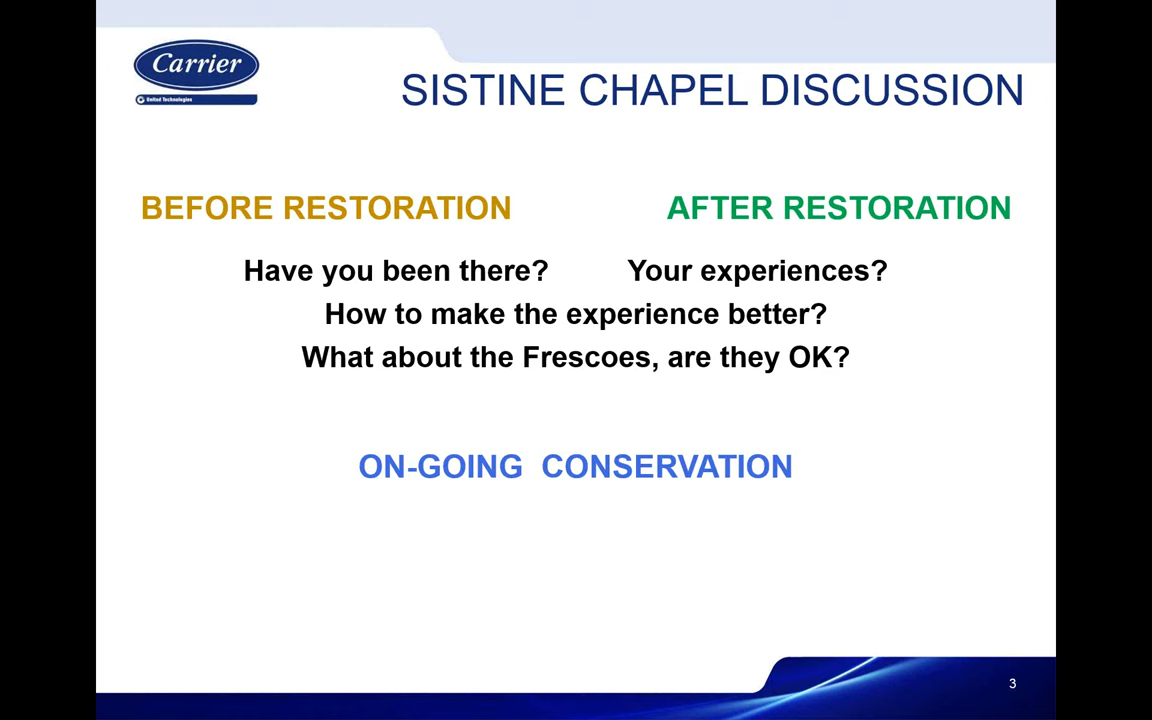 Carrier
United Technologies
SISTINE CHAPEL DISCUSSION
BEFORE RESTORATION AFTER RESTORATION
Have you been there? Your experiences?
How to make the experience better?
What about the Frescoes, are they OK?
ON-GOING CONSERVATION
3